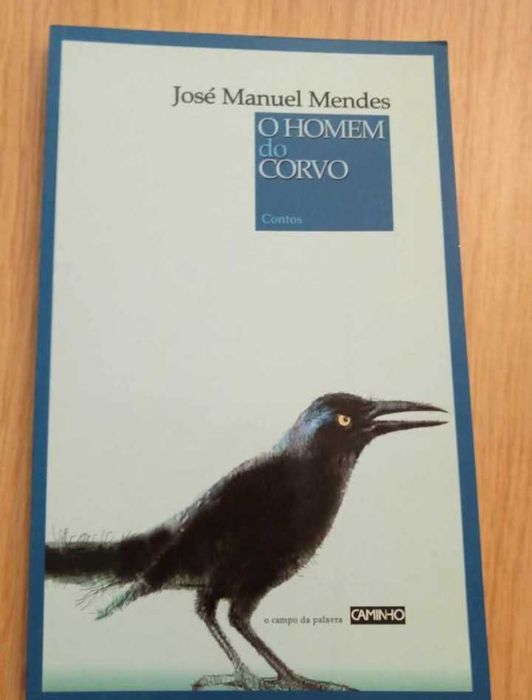 José Manuel Mendes
O HOMEM
do
CORVO
Contos
o campo da palavra CAMINHO